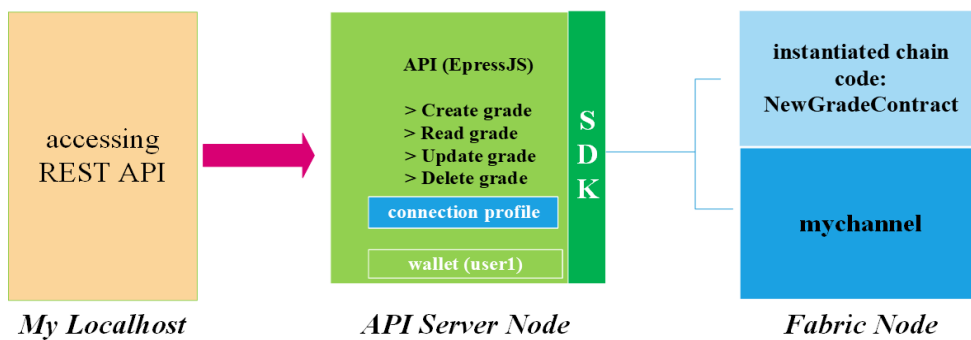 accessing
REST API
My Localhost
API (EpressJS)
> Create grade
> Read grade
> Update grade
> Delete grade
connection profile
wallet (user1)
S
D
K
API Server Node
instantiated chain
code:
NewGradeContract
mychannel
Fabric Node